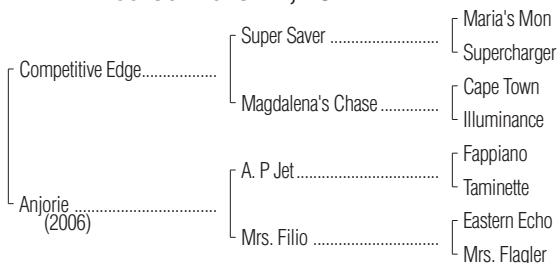 Maria's Mon
Super Saver ..............................
Supercharger
Competitive Edge....................
Cape Town
Magdalena's Chase ................
Illuminance
Fappiano
A. P Jet.......................................
Taminette
Anjorie .......................................
(2006)
Eastern Echo
Mrs. Filio ..................................
Mrs. Flagler